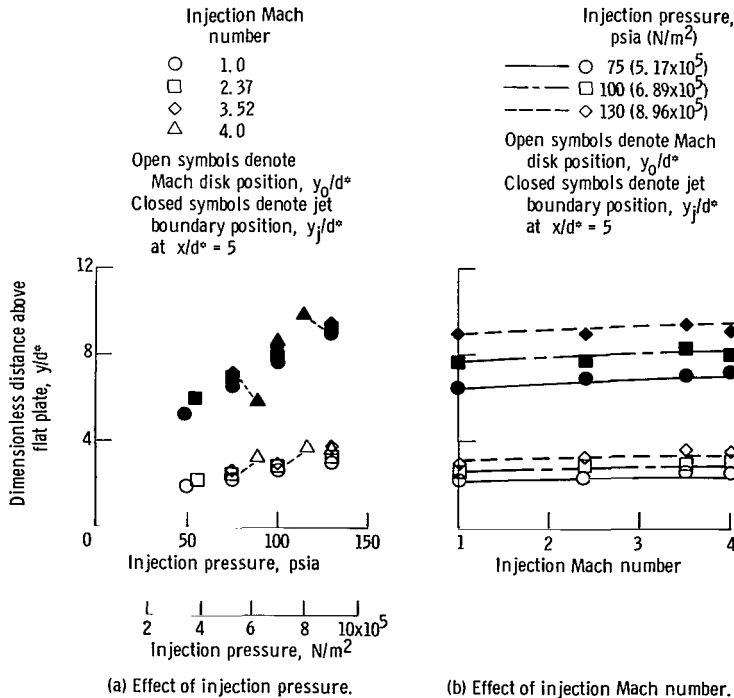 Injection Mach
number
1.0
2.37
3.52
4.0
Open symbols denote
Mach disk position, y₀/d*
Closed symbols denote jet
boundary position, yⱼ/d*
at x/d* = 5
Dimensionless distance above
flat plate, y/d*
12
8
4
0
50
100
150
Injection pressure, psia
2
4
6
8
10x10⁵
Injection pressure, N/m²
(a) Effect of injection pressure.
Injection pressure,
psia (N/m²)
75 (5.17x10⁵)
100 (6.89x10⁵)
130 (8.96x10⁵)
Open symbols denote Mach
disk position, y₀/d*
Closed symbols denote jet
boundary position, yⱼ/d*
at x/d* = 5
1
2
3
4
Injection Mach number
(b) Effect of injection Mach number.